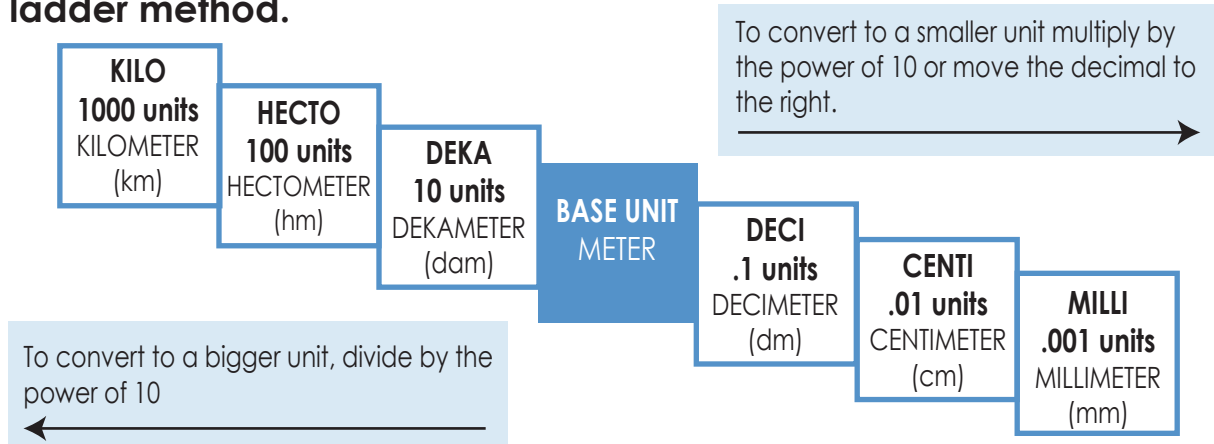 ladder method.
To convert to a smaller unit multiply by
the power of 10 or move the decimal to
the right.
KILO
1000 units
KILOMETER
(km)
HECTO
100 units
HECTOMETER
(hm)
DEKA
10 units
DEKAMETER
(dam)
BASE UNIT
METER
DECI
.1 units
DECIMETER
(dm)
CENTI
.01 units
CENTIMETER
(cm)
MILLI
.001 units
MILLIMETER
(mm)
To convert to a bigger unit, divide by the
power of 10